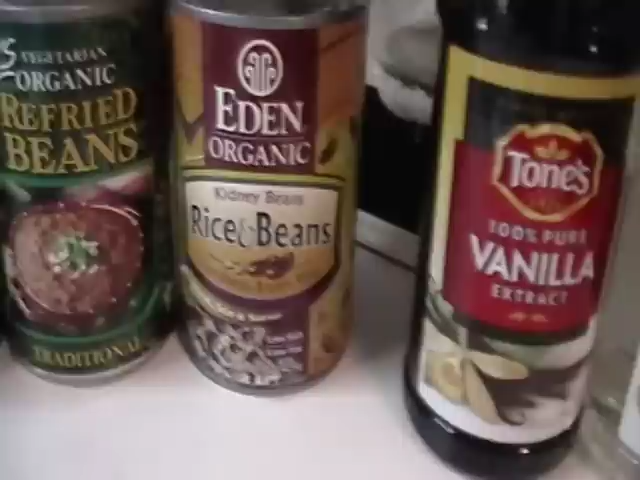 VEGETARIAN
ORGANIC
REFRIED
BEANS
TRADITIONAL
EDEN
ORGANIC
Kidney Beans
Rice & Beans
Tone's
100% PURE
VANILLA
EXTRACT